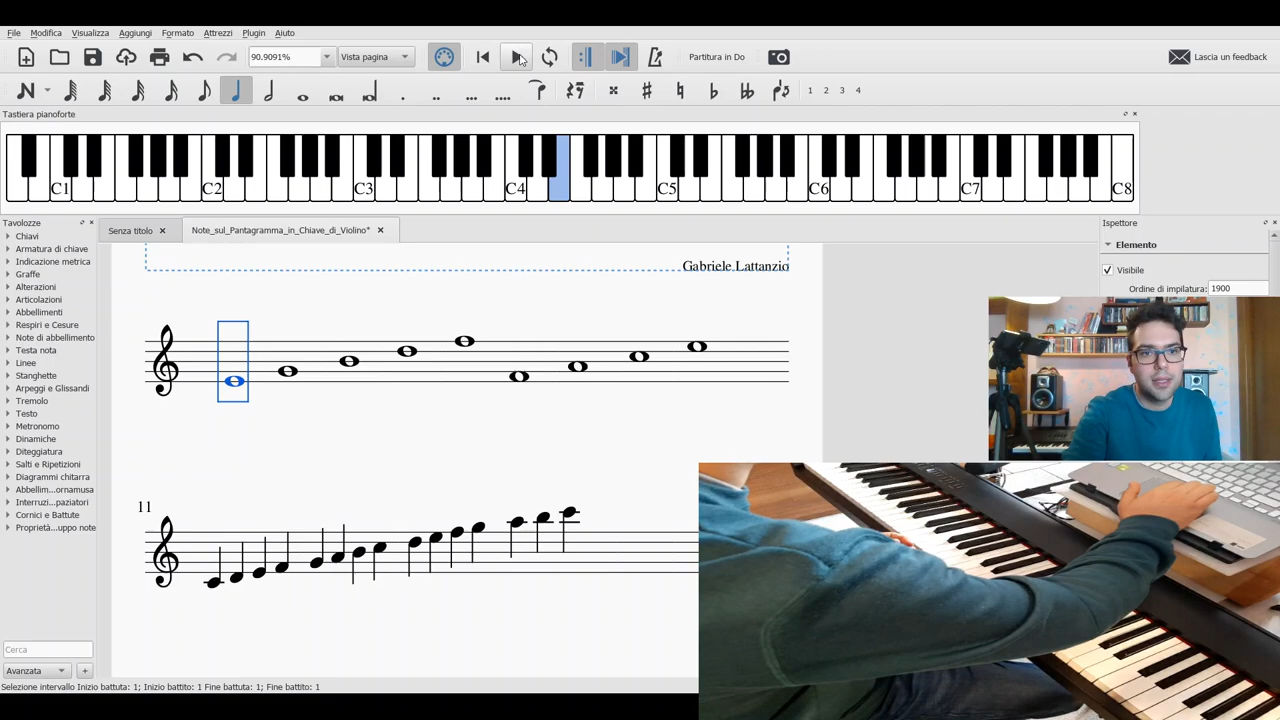 File Modifica Visualizza Aggiungi Formato Attrezzi Plugin Aiuto
90.9091% Vista pagina Partitura in Do Lascia un feedback
1 2 3 4
Tastiera pianoforte
C1 C2 C3 C4 C5 C6 C7 C8
Tavolozze
Senza titolo
Note_sul_Pantagramma_in_Chiave_di_Violino*
Ispettore
Chiavi
Armatura di chiave
Indicazione metrica
Graffe
Alterazioni
Articolazioni
Abbellimenti
Respiri e Cesure
Note di abbellimento
Testa nota
Linee
Stanghette
Arpeggi e Glissandi
Tremolo
Testo
Metronomo
Dinamiche
Diteggiatura
Salti e Ripetizioni
Diagrammi chitarra
Abbellim...ornamusa
Interruzi...paziatori
Cornici e Battute
Proprietà...uppo note
Elemento
Visibile
Ordine di impilatura: 1900
Gabriele Lattanzio
11
Cerca
Avanzata +
Selezione intervallo Inizio battuta: 1; Inizio battito: 1 Fine battuta: 1; Fine battito: 1